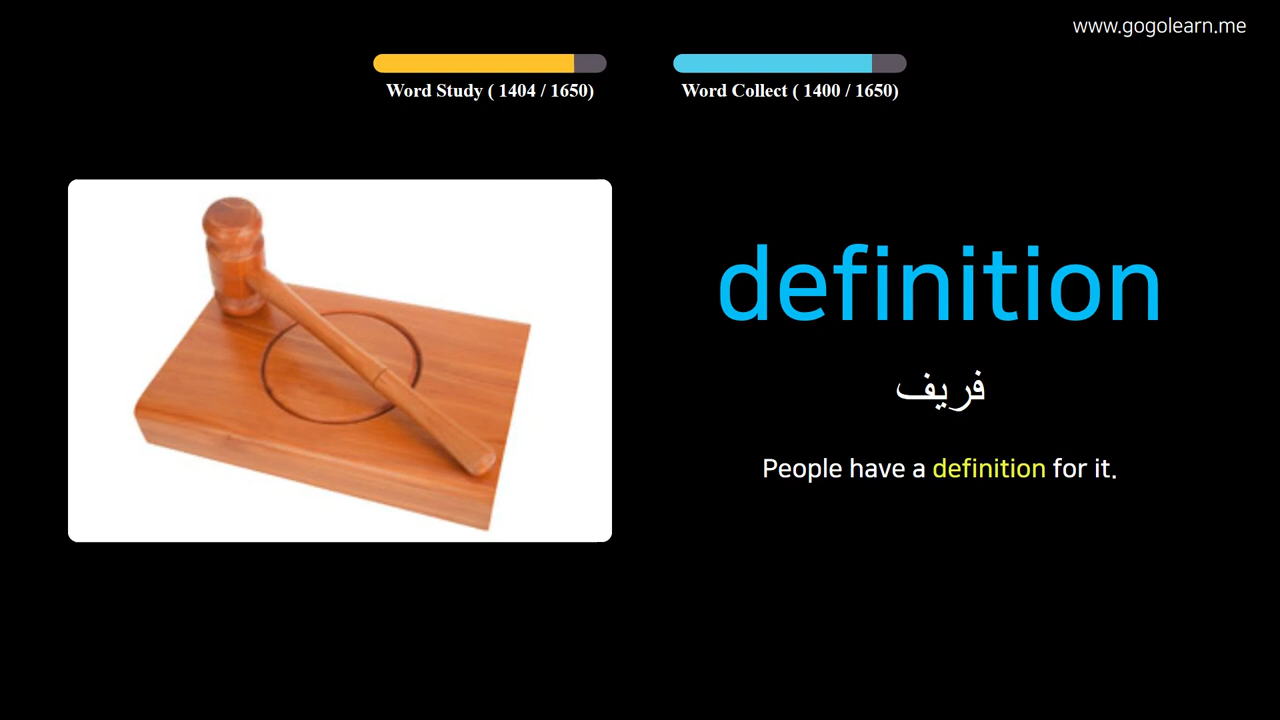 www.gogolearn.me
Word Study ( 1404 / 1650)
Word Collect ( 1400 / 1650)
definition
فريف
People have a definition for it.